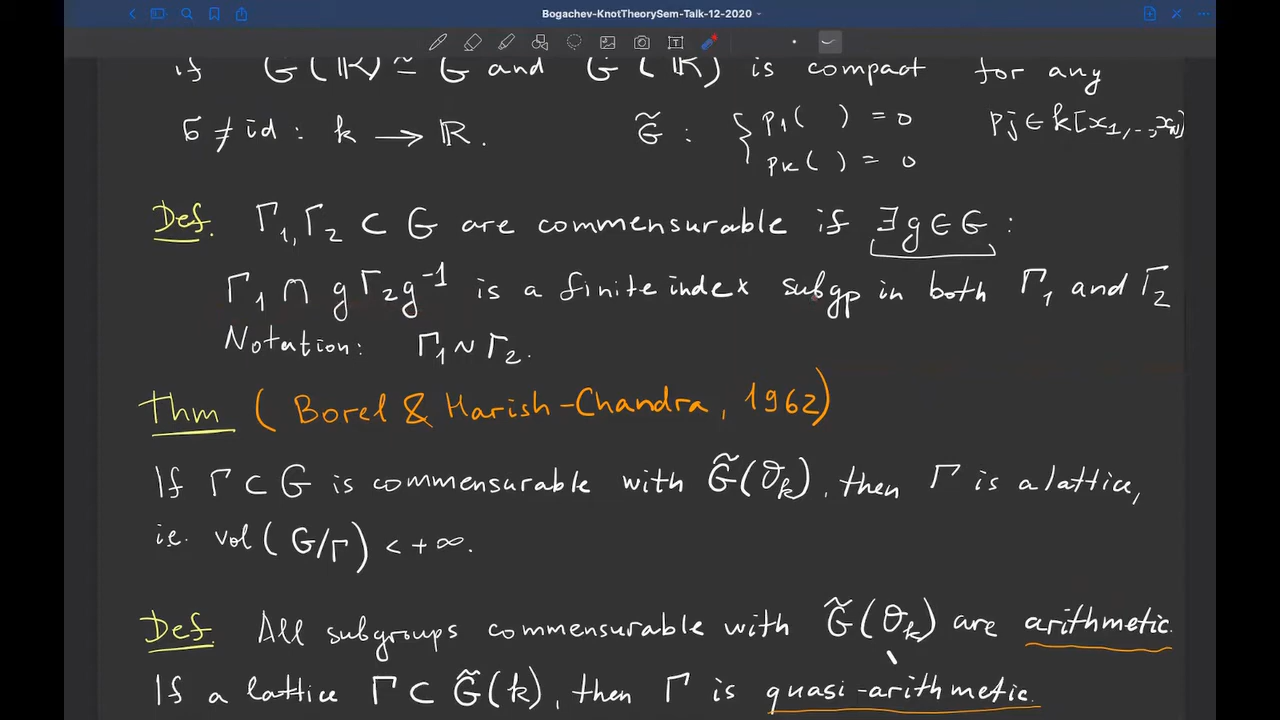 Bogachev-KnotTheorySem-Talk-12-2020
if G̃(ℝ) ≃ G and G̃^σ(ℝ) is compact for any
σ ≠ id : k → ℝ. G̃ : { p1( ) = 0 pj ∈ k[x1,..,xN]
pk( ) = 0
Def. Γ1, Γ2 ⊂ G are commensurable if ∃g ∈ G :
Γ1 ∩ gΓ2g⁻¹ is a finite index subgp in both Γ1 and Γ2
Notation: Γ1 ~ Γ2.
Thm (Borel & Harish-Chandra, 1962)
If Γ ⊂ G is commensurable with G̃(𝒪k), then Γ is a lattice,
i.e. vol(G/Γ) < +∞.
Def. All subgroups commensurable with G̃(𝒪k) are arithmetic.
If a lattice Γ ⊂ G̃(k), then Γ is quasi-arithmetic.